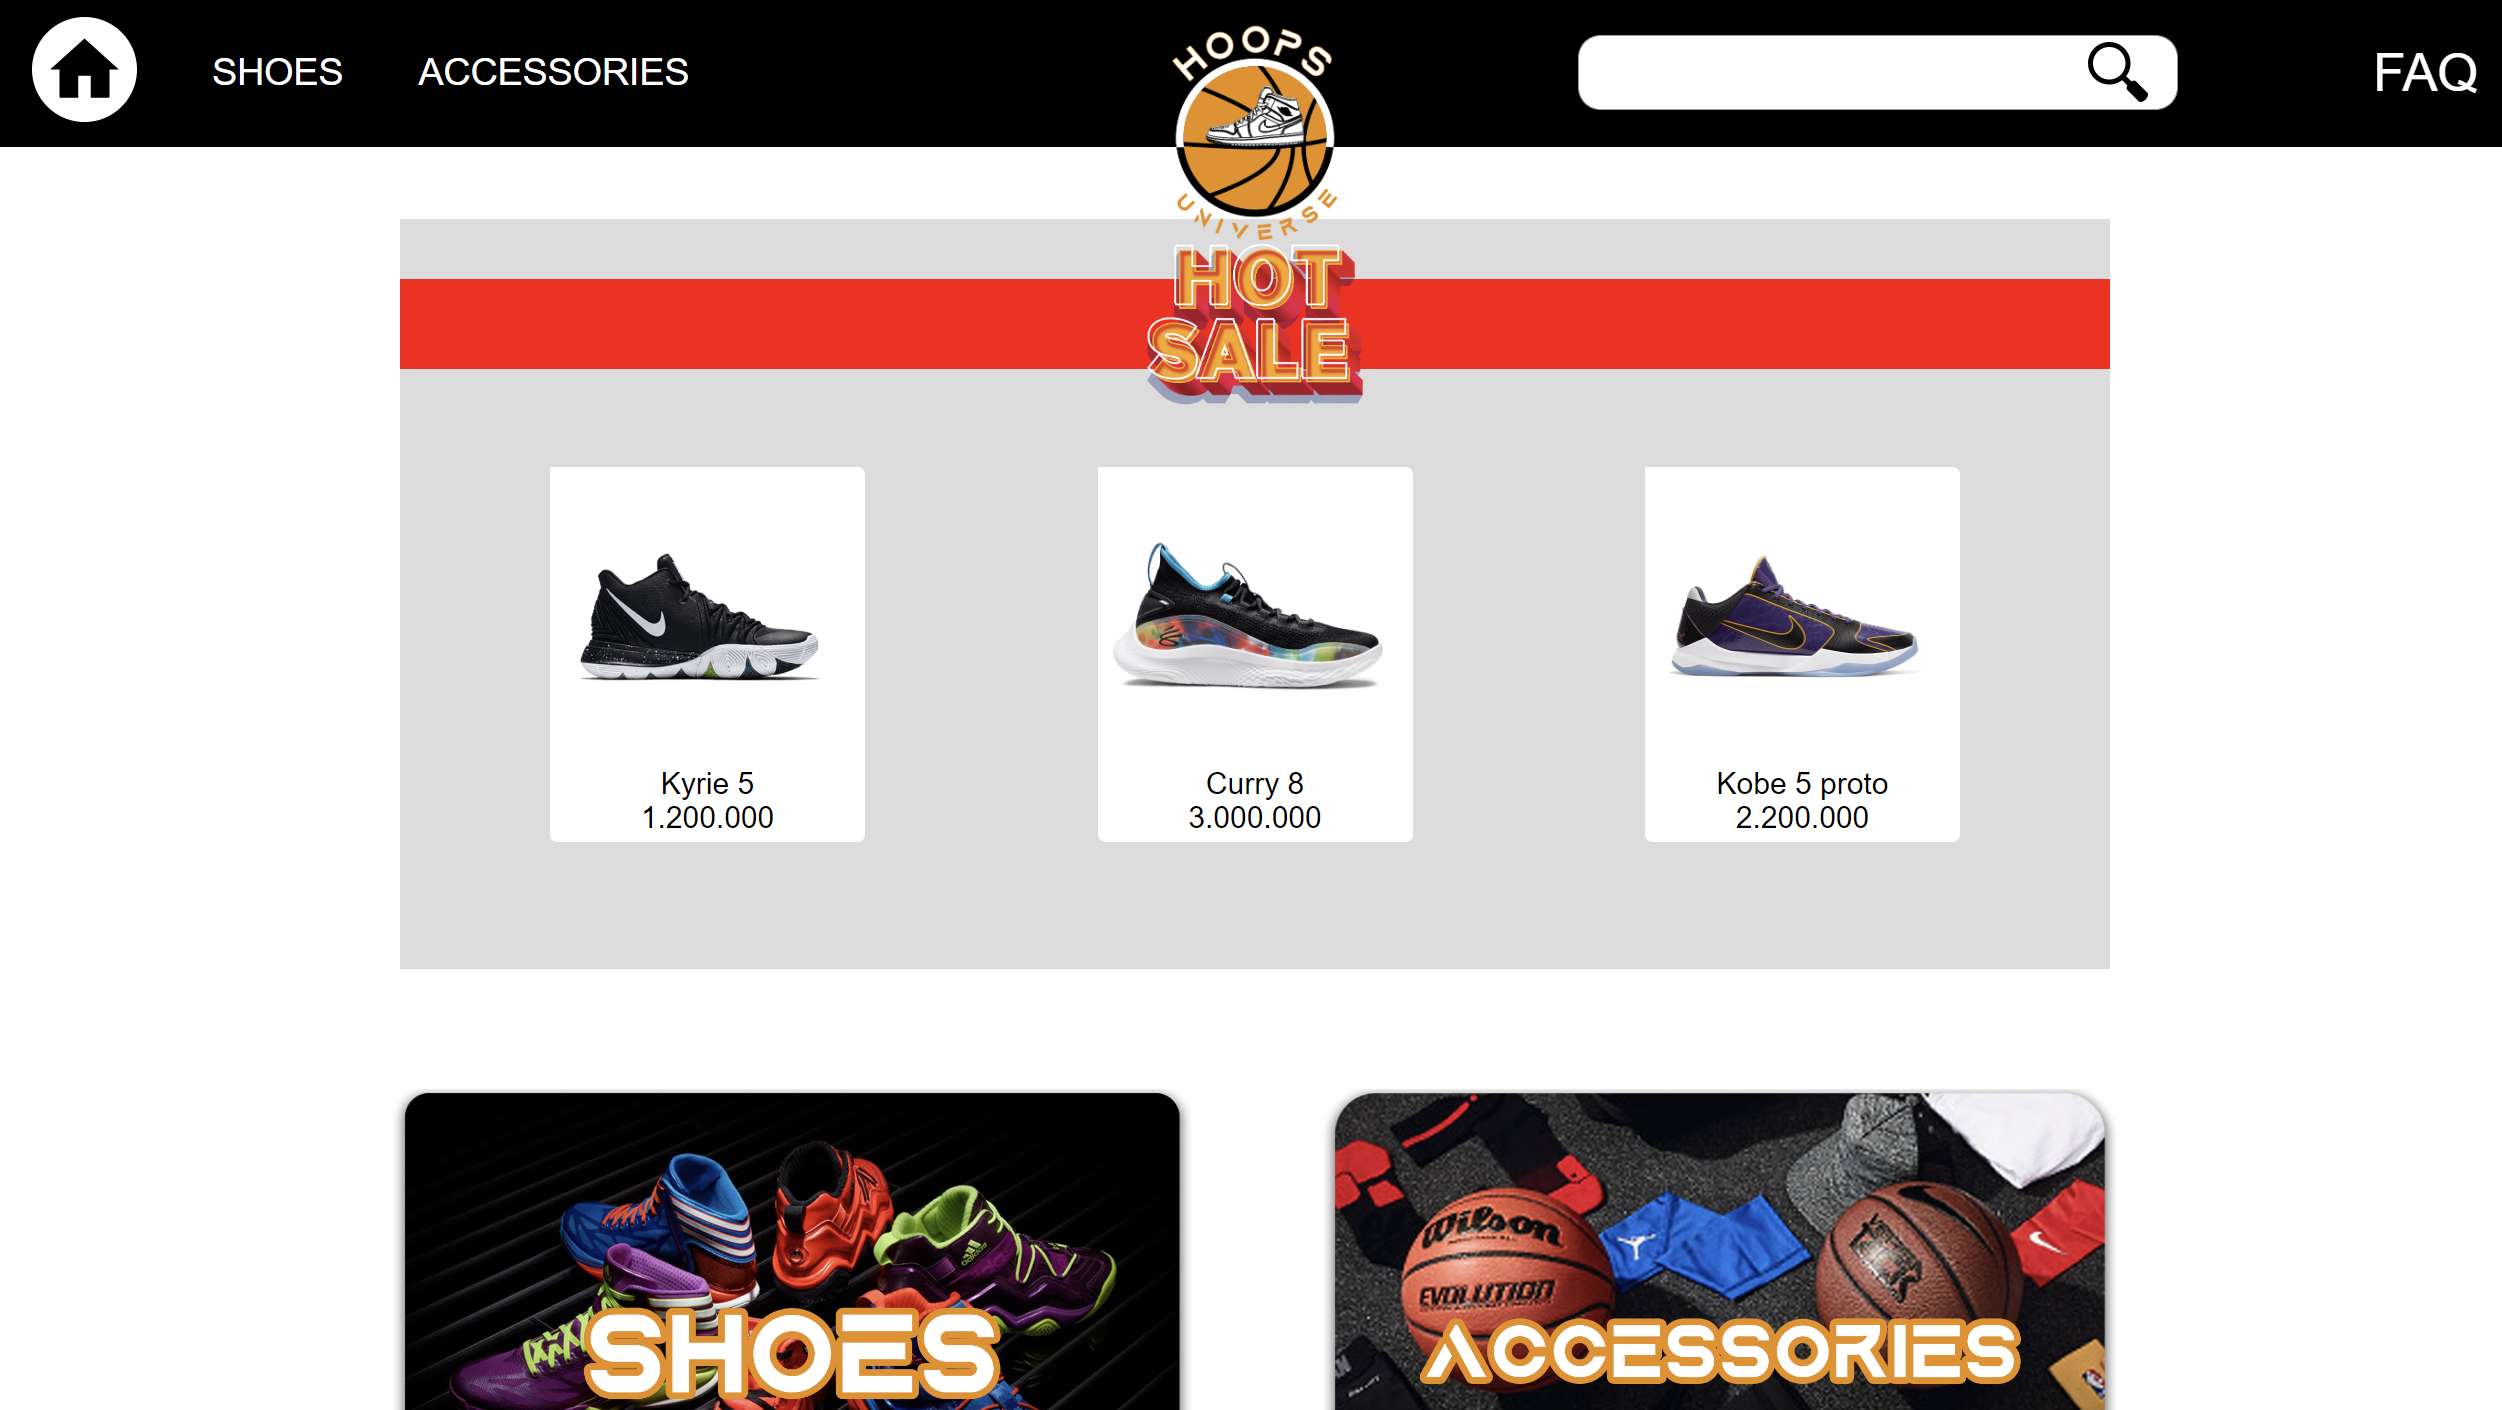 SHOES
ACCESSORIES
HOOPS
UNIVERSE
FAQ
HOT
SALE
Kyrie 5
1.200.000
Curry 8
3.000.000
Kobe 5 proto
2.200.000
adidas
Wilson
EVOLUTION
SHOES
ACCESSORIES